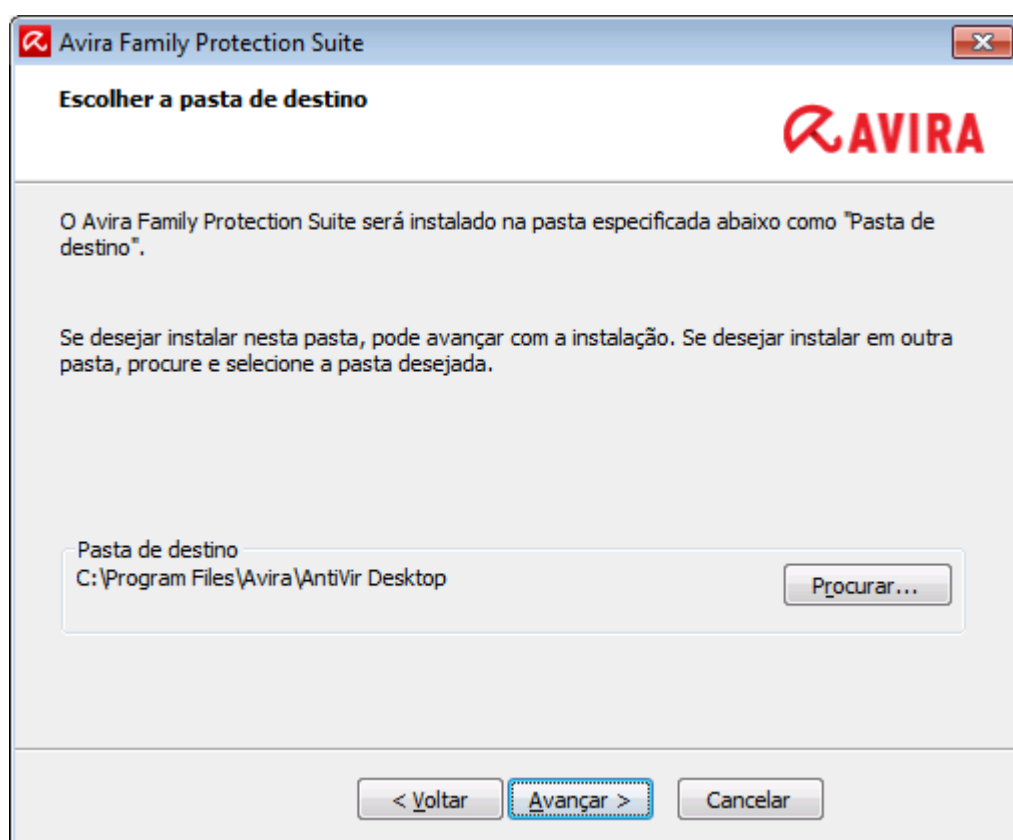 Avira Family Protection Suite
Escolher a pasta de destino
AVIRA
O Avira Family Protection Suite será instalado na pasta especificada abaixo como "Pasta de
destino".
Se desejar instalar nesta pasta, pode avançar com a instalação. Se desejar instalar em outra
pasta, procure e selecione a pasta desejada.
Pasta de destino
C:\Program Files\Avira\AntiVir Desktop
Procurar...
< Voltar Avançar > Cancelar